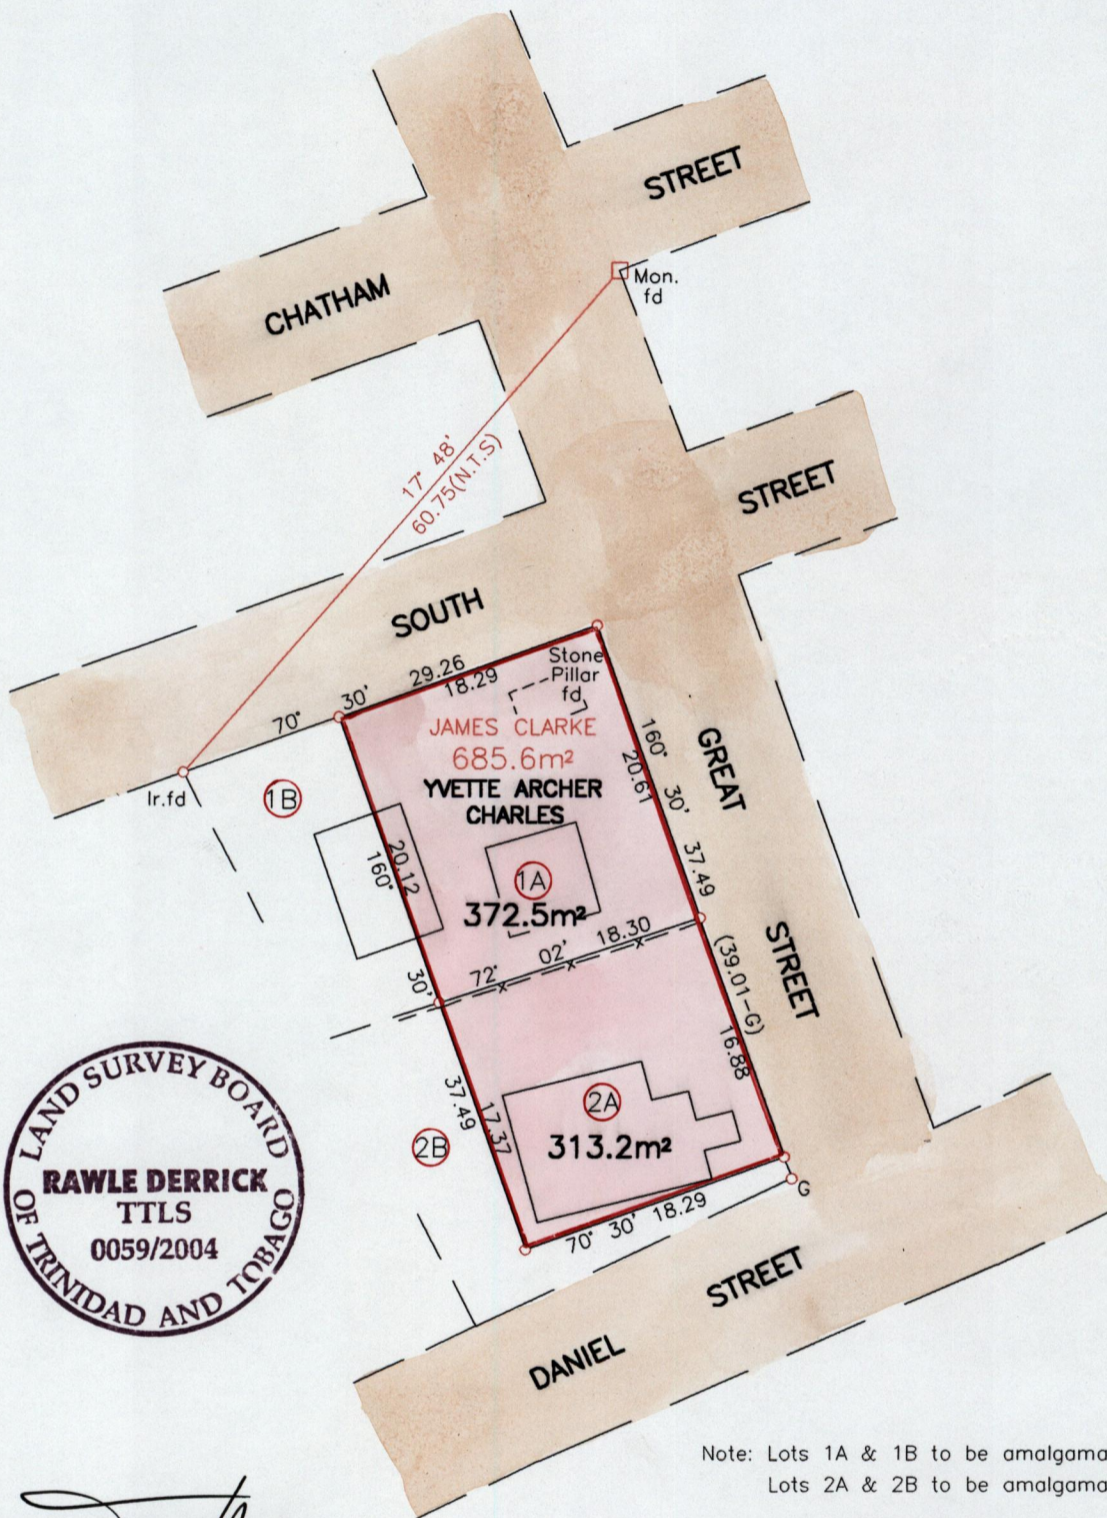 STREET
CHATHAM
Mon.
fd
17° 48'
60.75(N.T.S)
STREET
SOUTH
70° 30' 29.26
18.29
Stone
Pillar
fd
Ir.fd
1B
JAMES CLARKE
685.6m²
YVETTE ARCHER
CHARLES
160° 30' 37.49
20.61
GREAT
STREET
160° 30'
20.12
1A
372.5m²
72° 02' 18.30
(39.01-G)
16.88
37.49
17.37
2A
313.2m²
2B
70° 30' 18.29
G
STREET
DANIEL
LAND SURVEY BOARD
OF TRINIDAD AND TOBAGO
RAWLE DERRICK
TTLS
0059/2004
Note: Lots 1A & 1B to be amalgama
Lots 2A & 2B to be amalgama